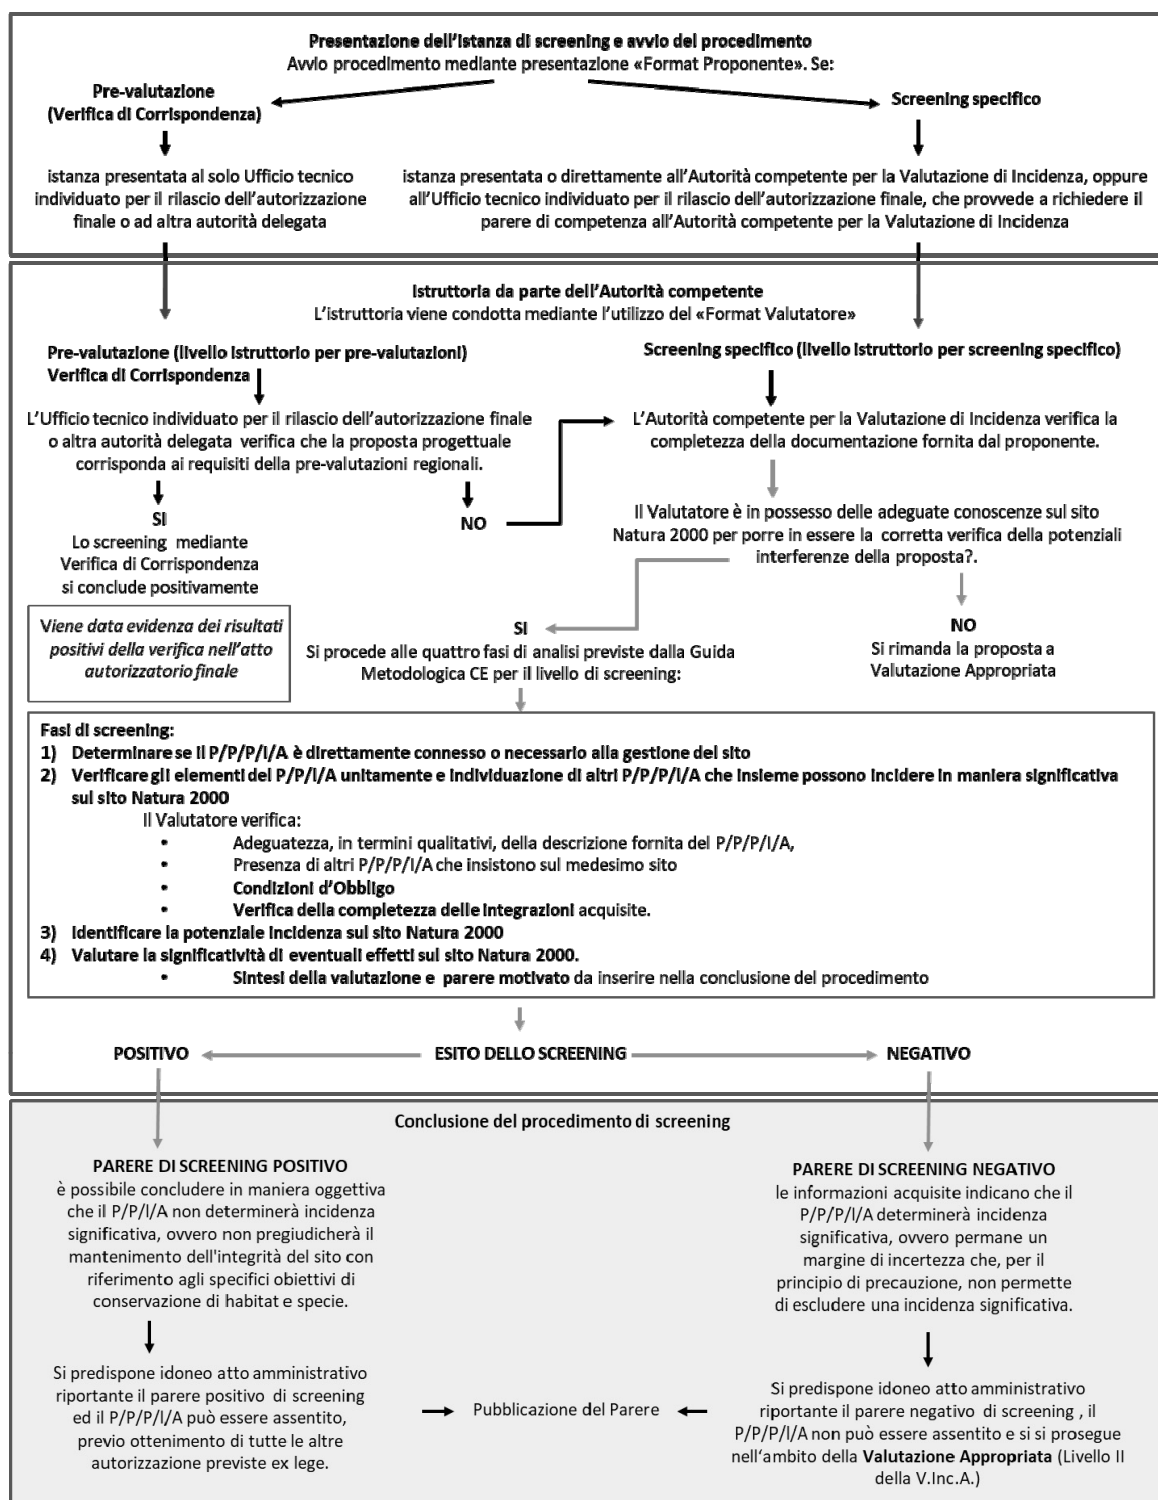 Presentazione dell'istanza di screening e avvio del procedimento
Avvio procedimento mediante presentazione «Format Proponente». Se:
Pre-valutazione
(Verifica di Corrispondenza)
Screening specifico
istanza presentata al solo Ufficio tecnico
individuato per il rilascio dell'autorizzazione
finale o ad altra autorità delegata
istanza presentata o direttamente all'Autorità competente per la Valutazione di Incidenza, oppure
all'Ufficio tecnico individuato per il rilascio dell'autorizzazione finale, che provvede a richiedere il
parere di competenza all'Autorità competente per la Valutazione di Incidenza
Istruttoria da parte dell'Autorità competente
L'istruttoria viene condotta mediante l'utilizzo del «Format Valutatore»
Pre-valutazione (livello istruttorio per pre-valutazioni)
Verifica di Corrispondenza
Screening specifico (livello istruttorio per screening specifico)
L'Ufficio tecnico individuato per il rilascio dell'autorizzazione finale
o altra autorità delegata verifica che la proposta progettuale
corrisponda ai requisiti della pre-valutazioni regionali.
L'Autorità competente per la Valutazione di Incidenza verifica la
completezza della documentazione fornita dal proponente.
SI
Lo screening mediante
Verifica di Corrispondenza
si conclude positivamente
NO
Il Valutatore è in possesso delle adeguate conoscenze sul sito
Natura 2000 per porre in essere la corretta verifica della potenziali
interferenze della proposta?.
Viene data evidenza dei risultati
positivi della verifica nell'atto
autorizzatorio finale
SI
Si procede alle quattro fasi di analisi previste dalla Guida
Metodologica CE per il livello di screening:
NO
Si rimanda la proposta a
Valutazione Appropriata
Fasi di screening:
1) Determinare se il P/P/P/I/A è direttamente connesso o necessario alla gestione del sito
2) Verificare gli elementi del P/P/I/A unitamente e individuazione di altri P/P/P/I/A che insieme possono incidere in maniera significativa
sul sito Natura 2000
Il Valutatore verifica:
• Adeguatezza, in termini qualitativi, della descrizione fornita del P/P/P/I/A,
• Presenza di altri P/P/P/I/A che insistono sul medesimo sito
• Condizioni d'Obbligo
• Verifica della completezza delle integrazioni acquisite.
3) Identificare la potenziale incidenza sul sito Natura 2000
4) Valutare la significatività di eventuali effetti sul sito Natura 2000.
• Sintesi della valutazione e parere motivato da inserire nella conclusione del procedimento
POSITIVO
ESITO DELLO SCREENING
NEGATIVO
Conclusione del procedimento di screening
PARERE DI SCREENING POSITIVO
è possibile concludere in maniera oggettiva
che il P/P/I/A non determinerà incidenza
significativa, ovvero non pregiudicherà il
mantenimento dell'integrità del sito con
riferimento agli specifici obiettivi di
conservazione di habitat e specie.
PARERE DI SCREENING NEGATIVO
le informazioni acquisite indicano che il
P/P/P/I/A determinerà incidenza
significativa, ovvero permane un
margine di incertezza che, per il
principio di precauzione, non permette
di escludere una incidenza significativa.
Si predispone idoneo atto amministrativo
riportante il parere positivo di screening
ed il P/P/P/I/A può essere assentito,
previo ottenimento di tutte le altre
autorizzazione previste ex lege.
Pubblicazione del Parere
Si predispone idoneo atto amministrativo
riportante il parere negativo di screening , il
P/P/P/I/A non può essere assentito e si si prosegue
nell'ambito della Valutazione Appropriata (Livello II
della V.Inc.A.)